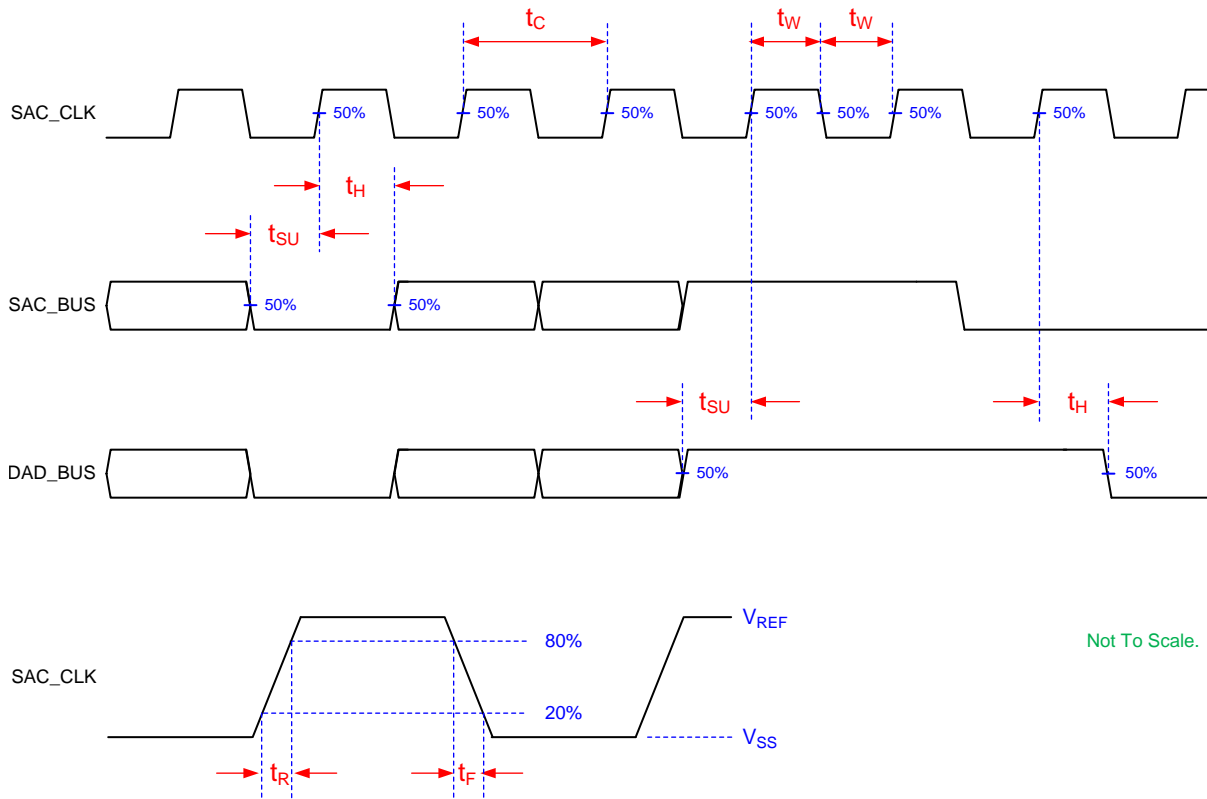 tC
tW
tW
SAC_CLK
50%
50%
50%
50%
50%
50%
50%
tH
tSU
SAC_BUS
50%
50%
tSU
tH
DAD_BUS
50%
50%
VREF
80%
Not To Scale.
SAC_CLK
20%
VSS
tR
tF